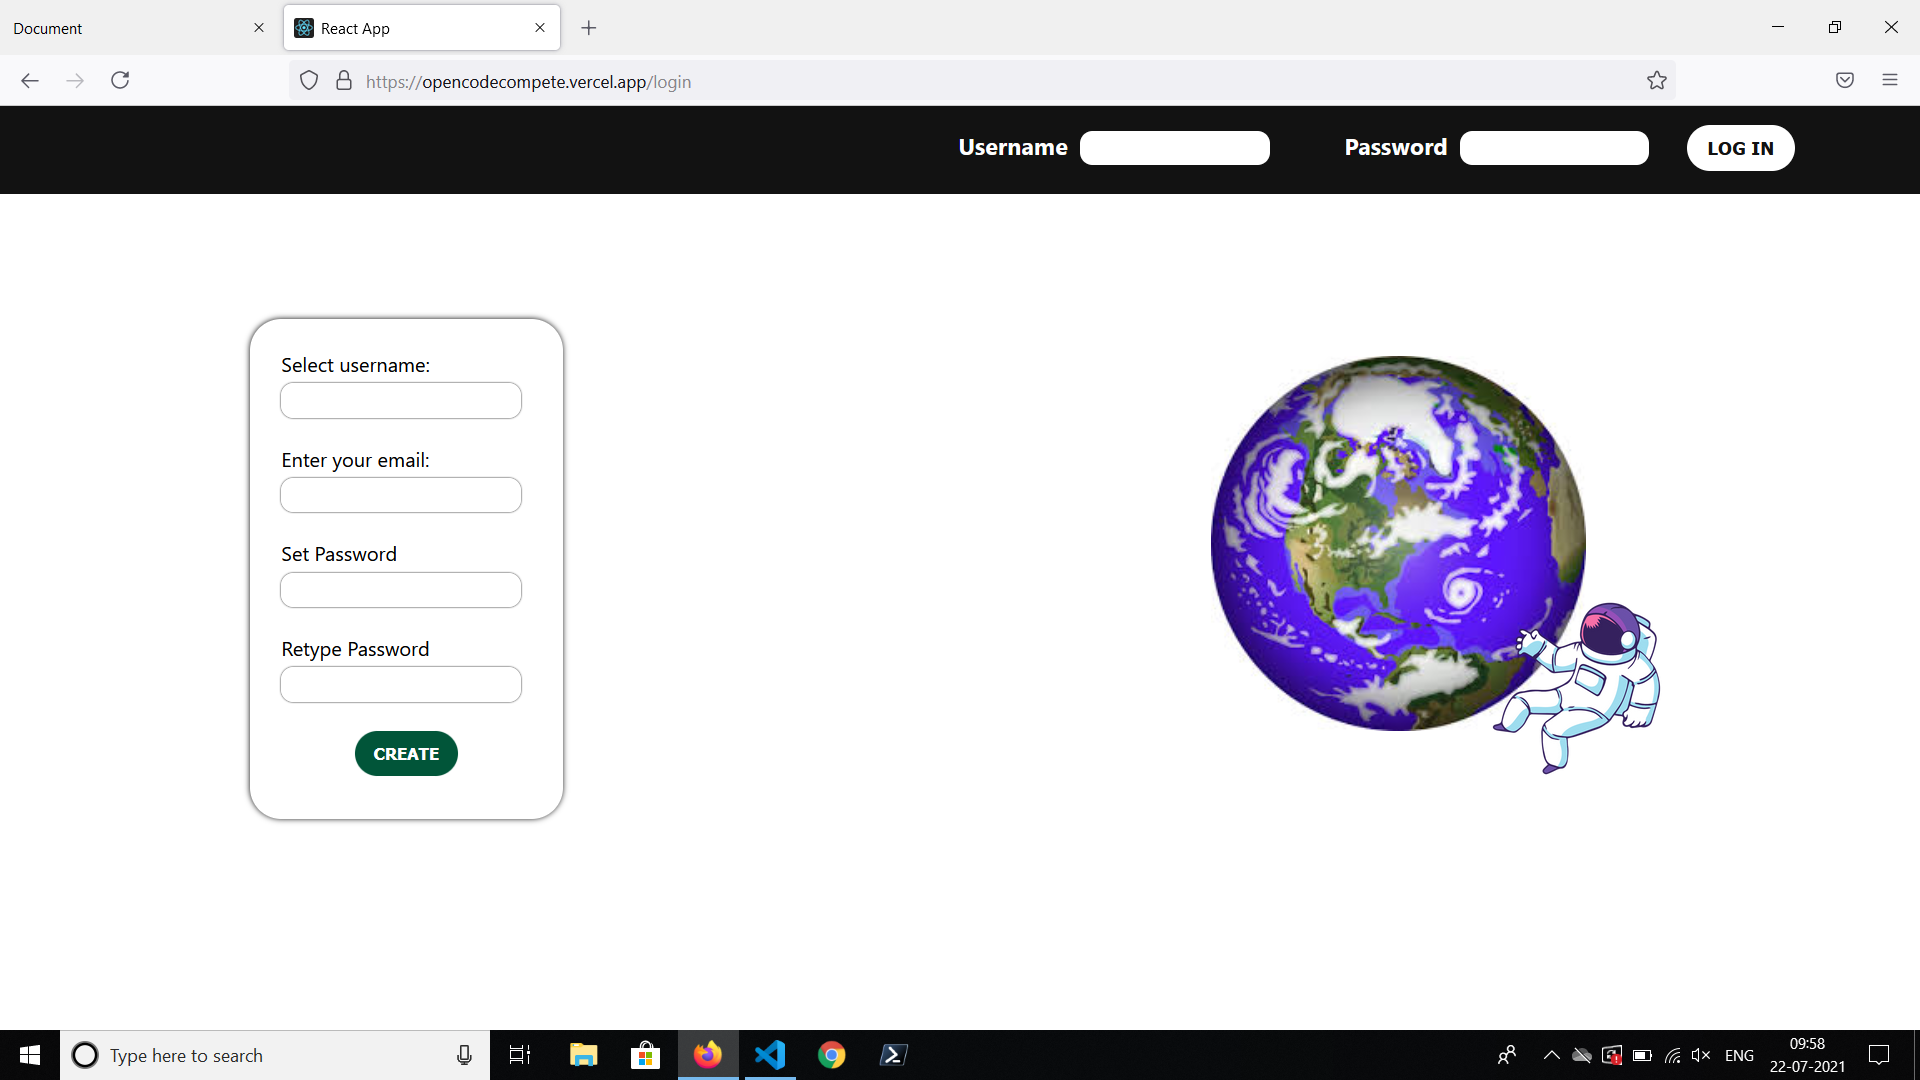 Document
React App
https://opencodecompete.vercel.app/login
Username
Password
LOG IN
Select username:
Enter your email:
Set Password
Retype Password
CREATE
Type here to search
ENG
09:58
22-07-2021